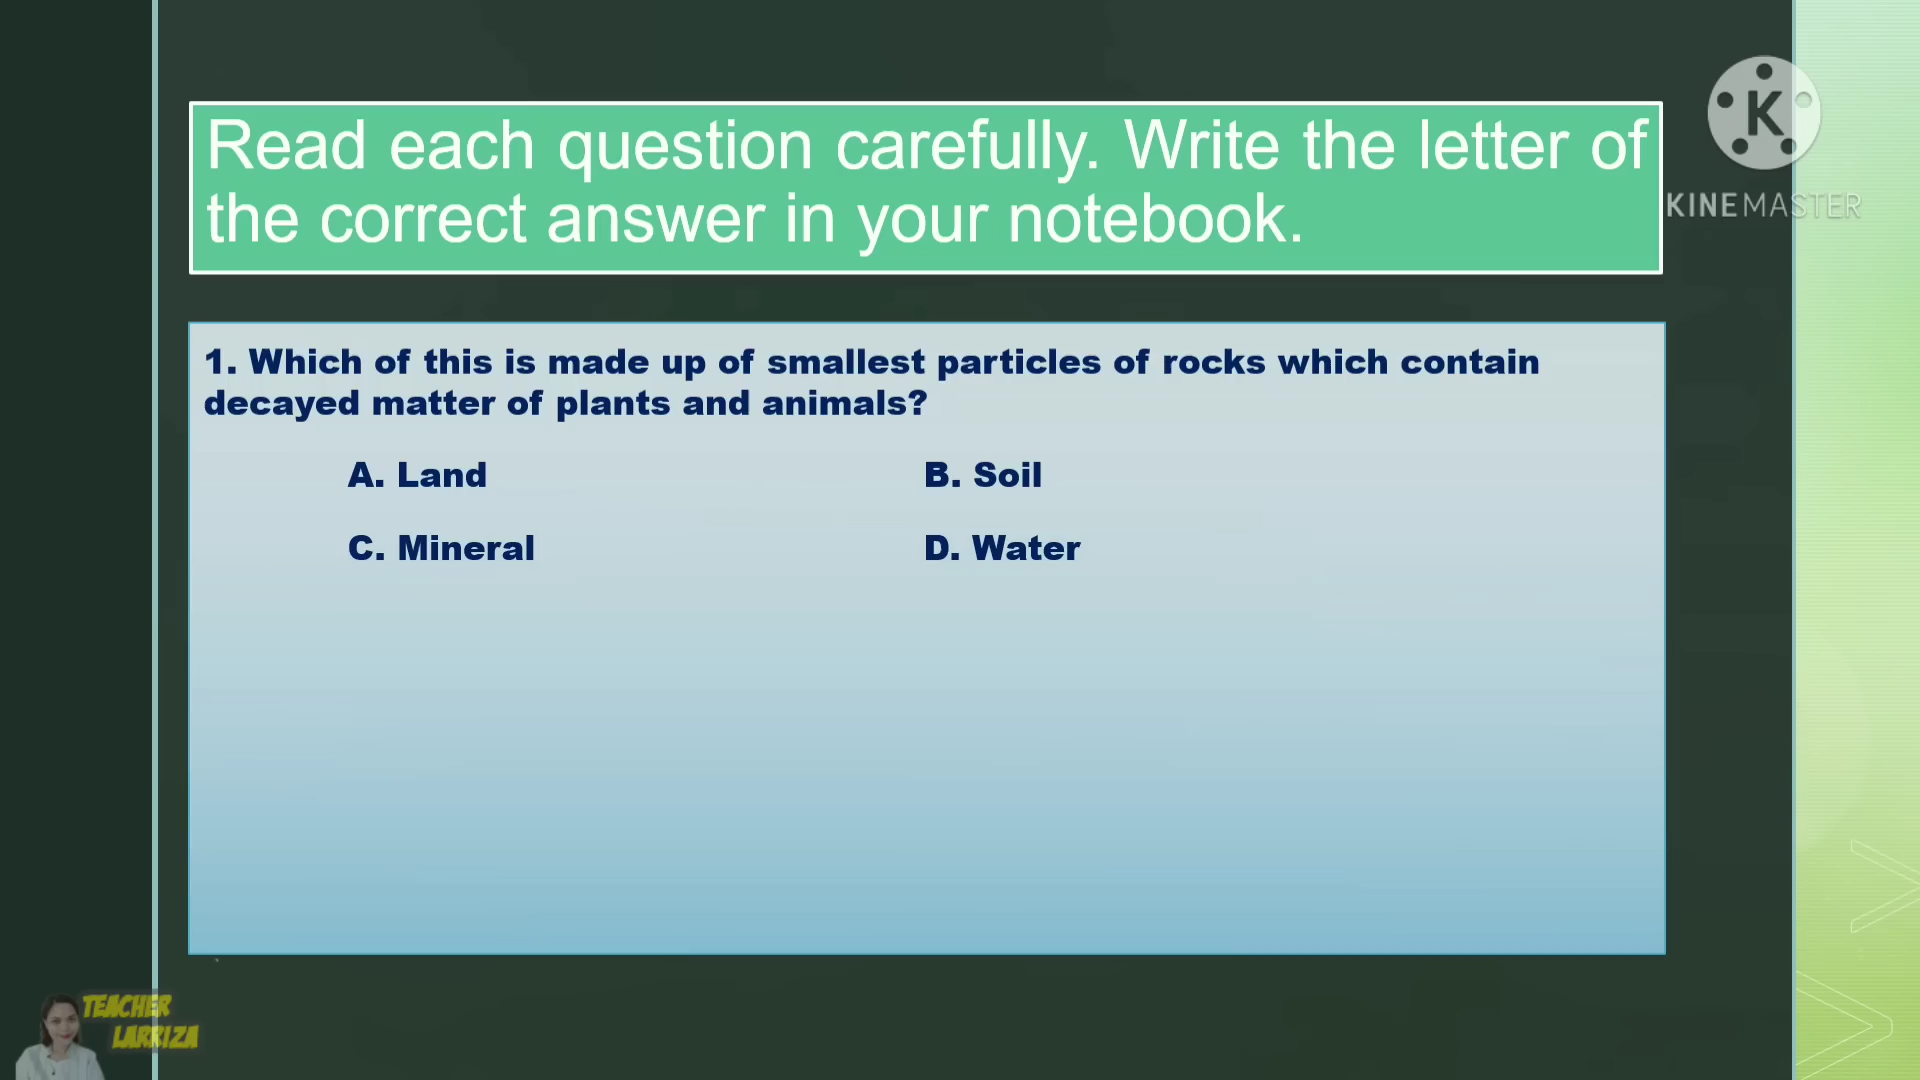 Read each question carefully. Write the letter of
the correct answer in your notebook.
KINEMASTER
K
1. Which of this is made up of smallest particles of rocks which contain
decayed matter of plants and animals?
A. Land B. Soil
C. Mineral D. Water
TEACHER
LARRIZA